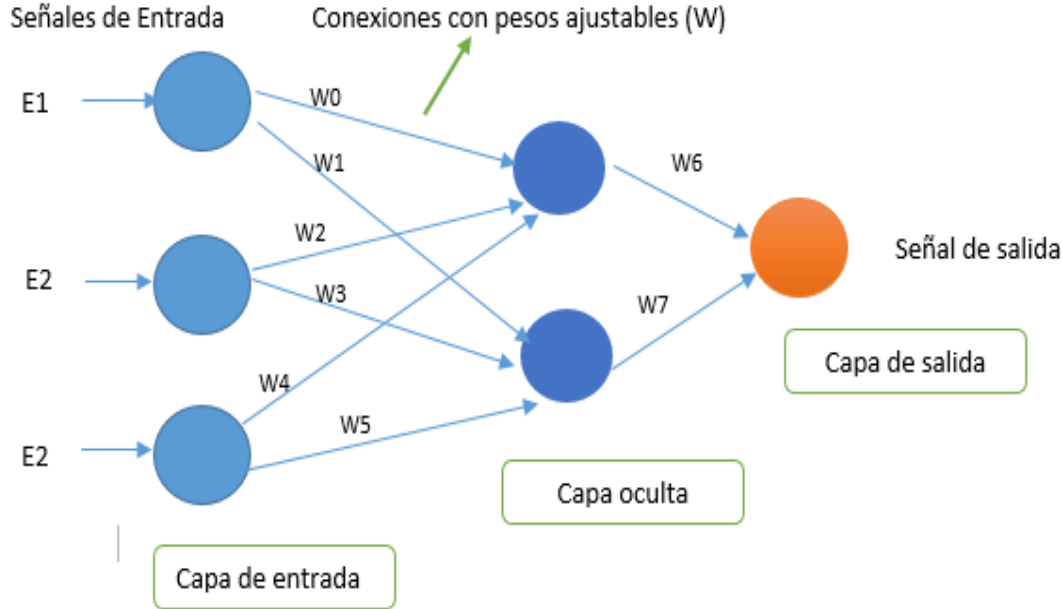 Señales de Entrada
Conexiones con pesos ajustables (W)
E1
W0
W1
W6
W2
E2
W3
Señal de salida
W7
W4
Capa de salida
W5
E2
Capa oculta
Capa de entrada